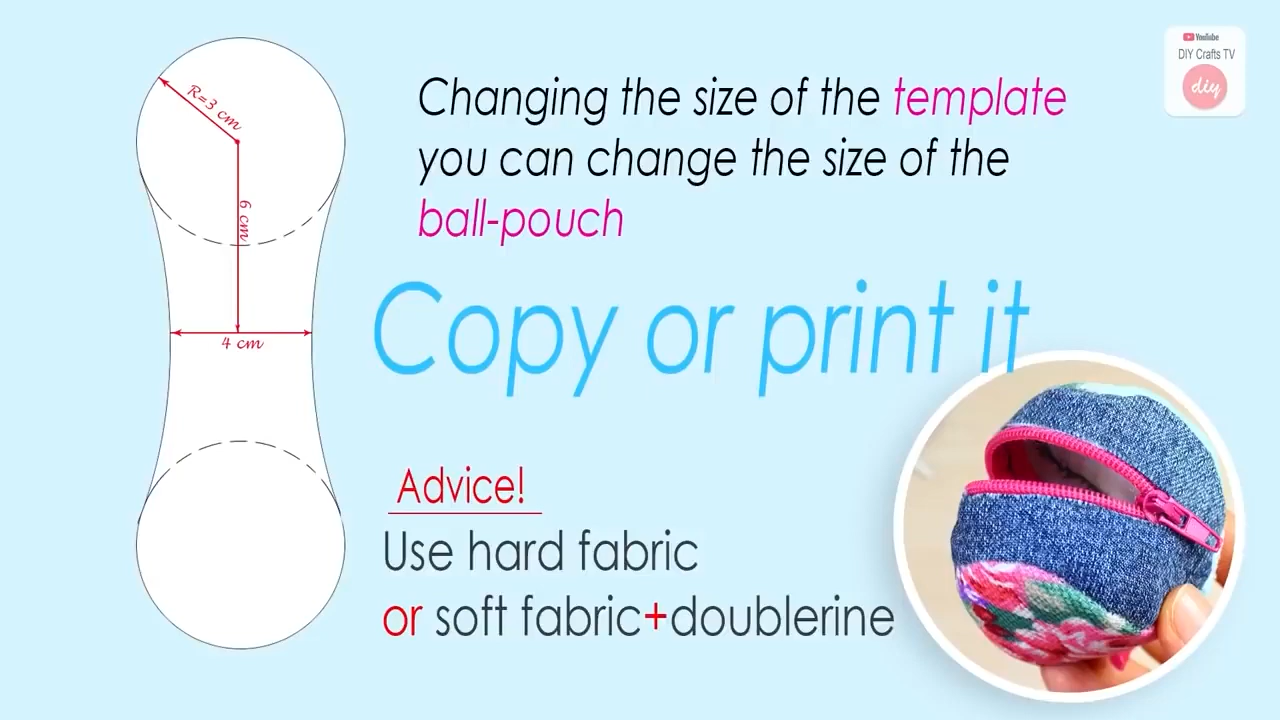 YouTube
DIY Crafts TV
diy
R=3 cm
6 cm
4 cm
Changing the size of the template
you can change the size of the
ball-pouch
Copy or print it
Advice!
Use hard fabric
or soft fabric+doublerine